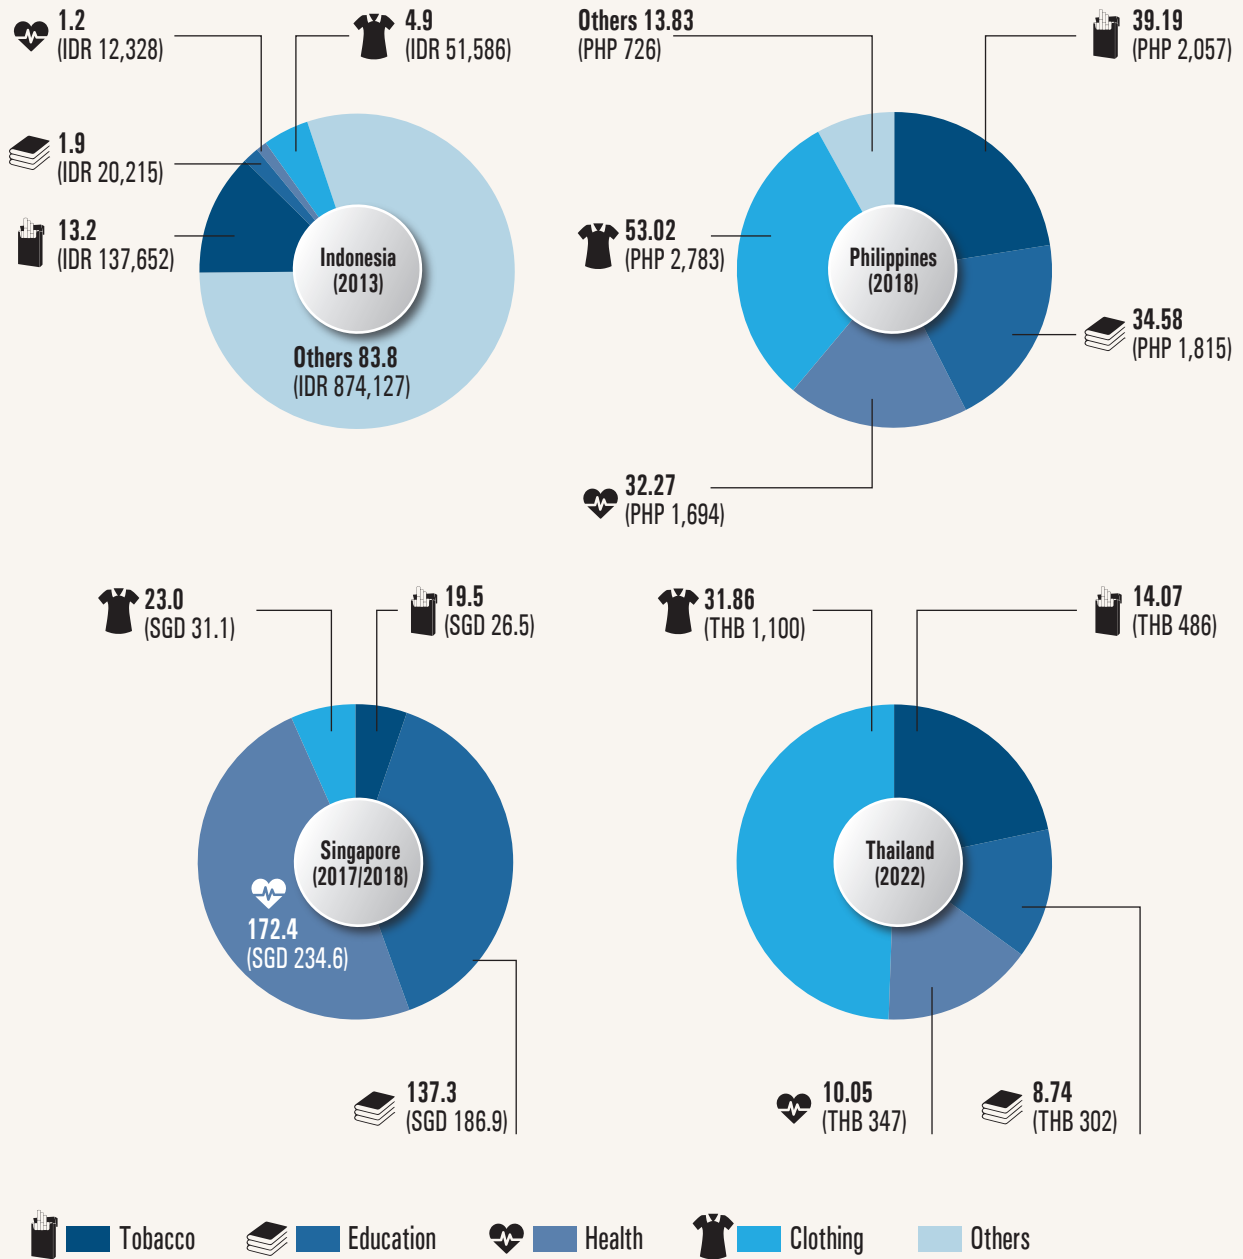 1.2
(IDR 12,328)
4.9
(IDR 51,586)
1.9
(IDR 20,215)
13.2
(IDR 137,652)
Indonesia
(2013)
Others 83.8
(IDR 874,127)
Others 13.83
(PHP 726)
39.19
(PHP 2,057)
53.02
(PHP 2,783)
Philippines
(2018)
34.58
(PHP 1,815)
32.27
(PHP 1,694)
23.0
(SGD 31.1)
19.5
(SGD 26.5)
Singapore
(2017/2018)
172.4
(SGD 234.6)
137.3
(SGD 186.9)
31.86
(THB 1,100)
14.07
(THB 486)
Thailand
(2022)
10.05
(THB 347)
8.74
(THB 302)
Tobacco
Education
Health
Clothing
Others